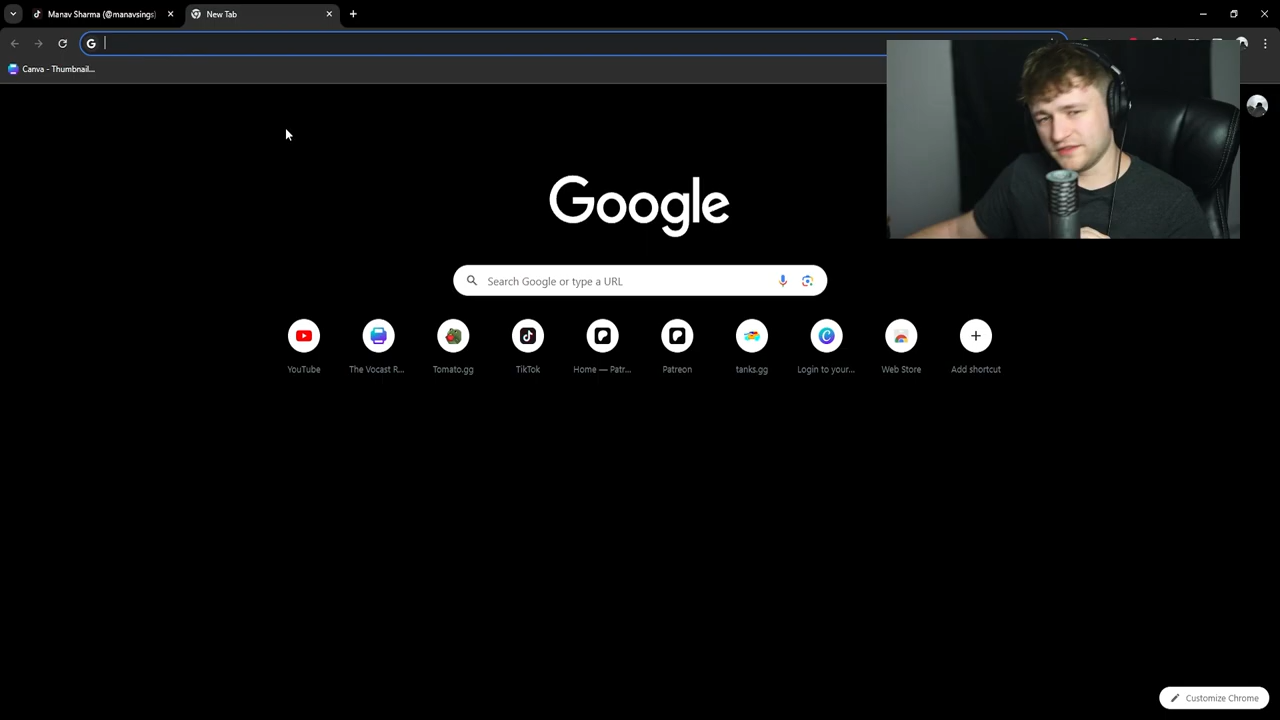 Manav Sharma (@manavsings)
New Tab
Canva - Thumbnail...
Google
Search Google or type a URL
YouTube
The Vocast R...
Tomato.gg
TikTok
Home — Patr...
Patreon
tanks.gg
Login to your...
Web Store
Add shortcut
Customize Chrome